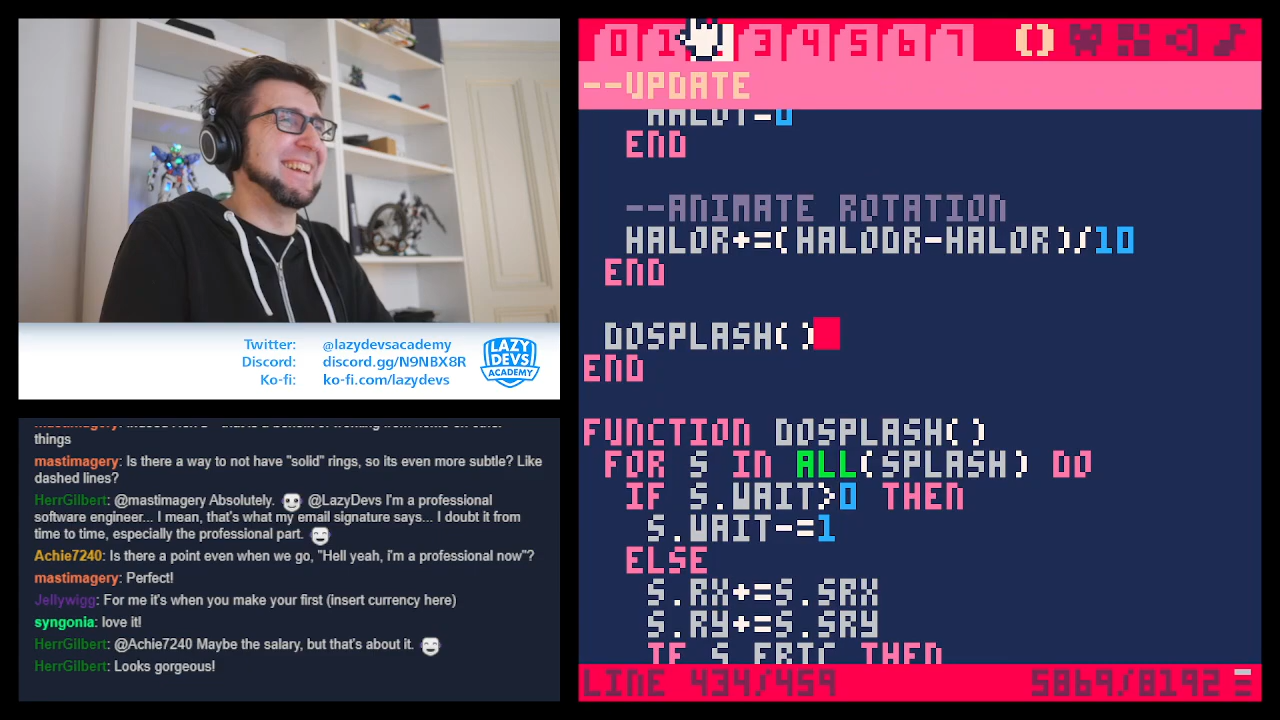 Twitter: @lazydevsacademy
Discord: discord.gg/N9NBX8R
Ko-fi: ko-fi.com/lazydevs
LAZY
DEVS
ACADEMY
things
mastimagery: Is there a way to not have "solid" rings, so its even more subtle? Like
dashed lines?
HerrGilbert: @mastimagery Absolutely. @LazyDevs I'm a professional
software engineer... I mean, that's what my email signature says... I doubt it from
time to time, especially the professional part.
Achie7240: Is there a point even when we go, "Hell yeah, i'm a professional now"?
mastimagery: Perfect!
Jellywigg: For me it's when you make your first (insert currency here)
syngonia: love it!
HerrGilbert: @Achie7240 Maybe the salary, but that's about it.
HerrGilbert: Looks gorgeous!
0 1 3 4 5 6 7 ()
--UPDATE
HALDT=0
END
--ANIMATE ROTATION
HALOR+=(HALODR-HALOR)/10
END
DOSPLASH()
END
FUNCTION DOSPLASH()
FOR S IN ALL(SPLASH) DO
IF S.WAIT>0 THEN
S.WAIT-=1
ELSE
S.RX+=S.SRX
S.RY+=S.SRY
IF S.FRIC THEN
LINE 434/459 5869/8192